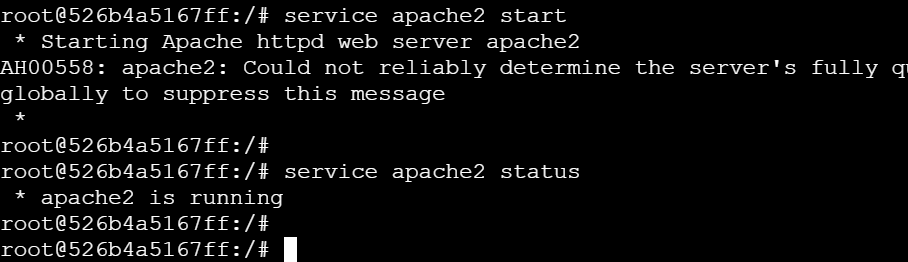 root@526b4a5167ff:/# service apache2 start
 * Starting Apache httpd web server apache2
AH00558: apache2: Could not reliably determine the server's fully
globally to suppress this message
 *
root@526b4a5167ff:/#
root@526b4a5167ff:/# service apache2 status
 * apache2 is running
root@526b4a5167ff:/#
root@526b4a5167ff:/#